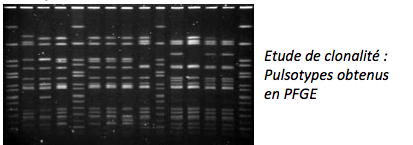 Etude de clonalité :
Pulsotypes obtenus
en PFGE